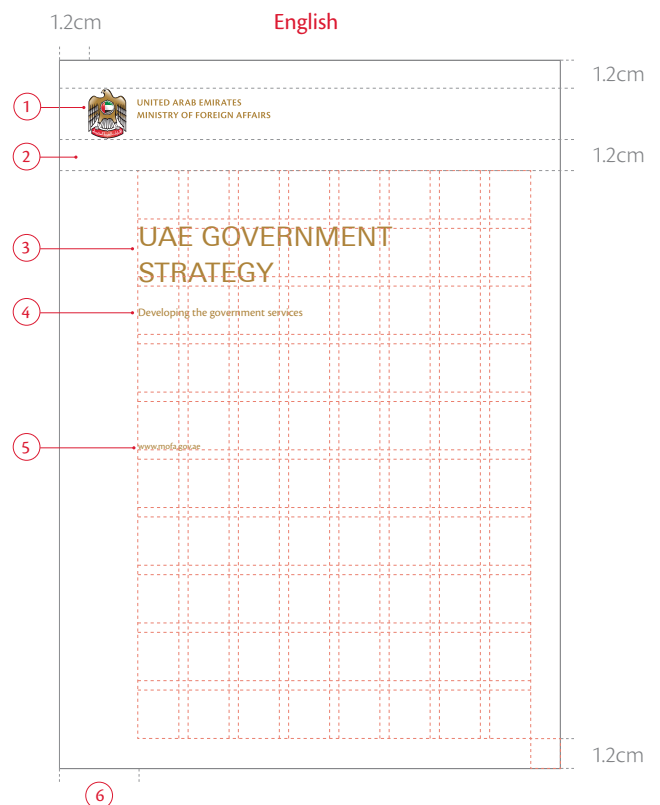 1.2cm
English
1.2cm
1
UNITED ARAB EMIRATES
MINISTRY OF FOREIGN AFFAIRS
2
1.2cm
3
UAE GOVERNMENT
STRATEGY
4
Developing the government services
5
www.mofa.gov.ae
1.2cm
6